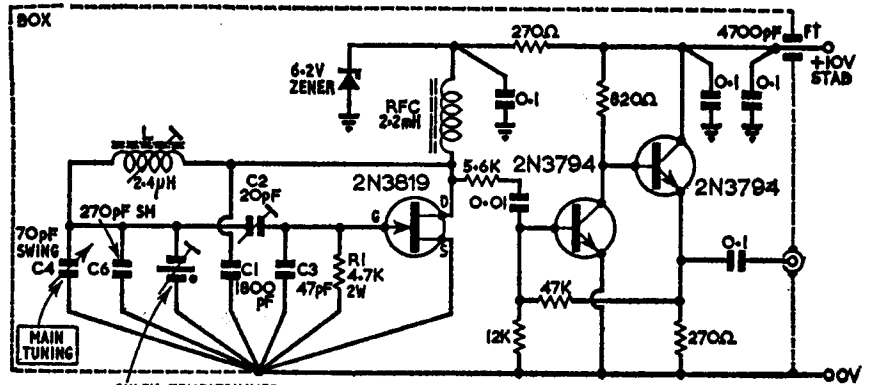 BOX
270Ω
4700pF Ft
+10V
STAB
6.2V
ZENER
RFC
2.2mH
0.1
820Ω
0.1
0.1
L
2.4µH
C2
20pF
2N3819
5.6K
2N3794
2N3794
0.01
270pF SM
70pF
SWING
C4
C6
C1
1800
pF
C3
47pF
R1
4.7K
2W
G
D
S
47K
0.1
12K
270Ω
MAIN
TUNING
0V